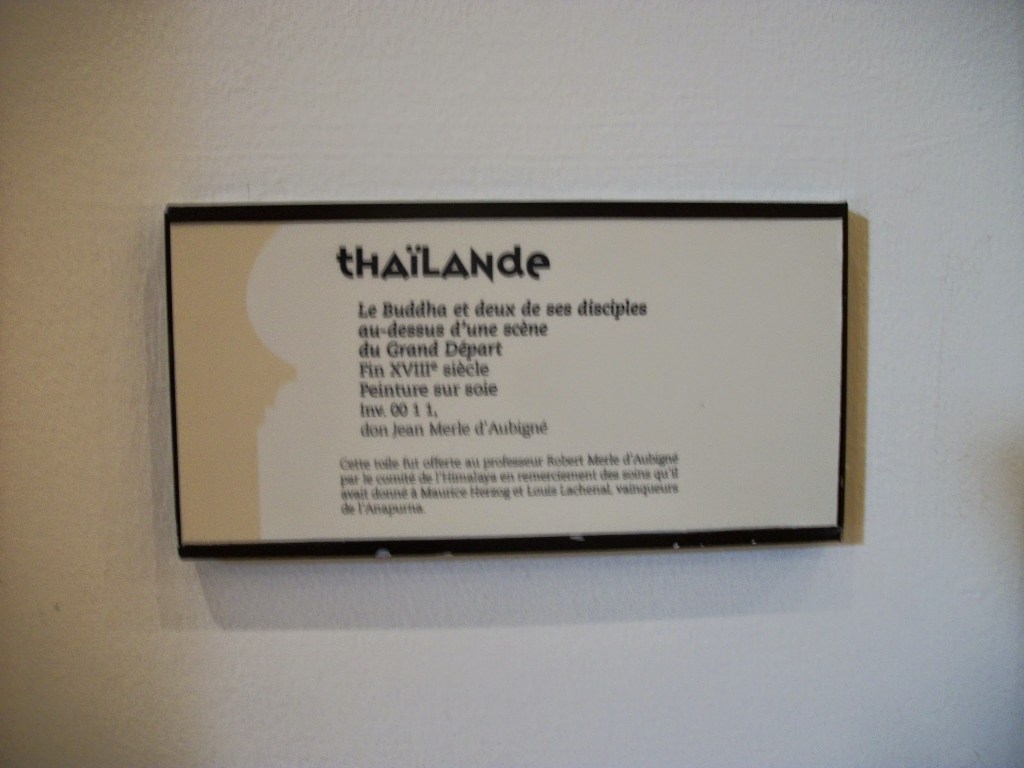 tHAïLANde
Le Buddha et deux de ses disciples
au-dessus d'une scène
du Grand Départ
Fin XVIIIe siècle
Peinture sur soie
Inv. 00 1 1,
don Jean Merle d'Aubigné
Cette toile fut offerte au professeur Robert Merle d'Aubigné
par le comité de l'Himalaya en remerciement des soins qu'il
avait donné à Maurice Herzog et Louis Lachenal, vainqueurs
de l'Anapurna.